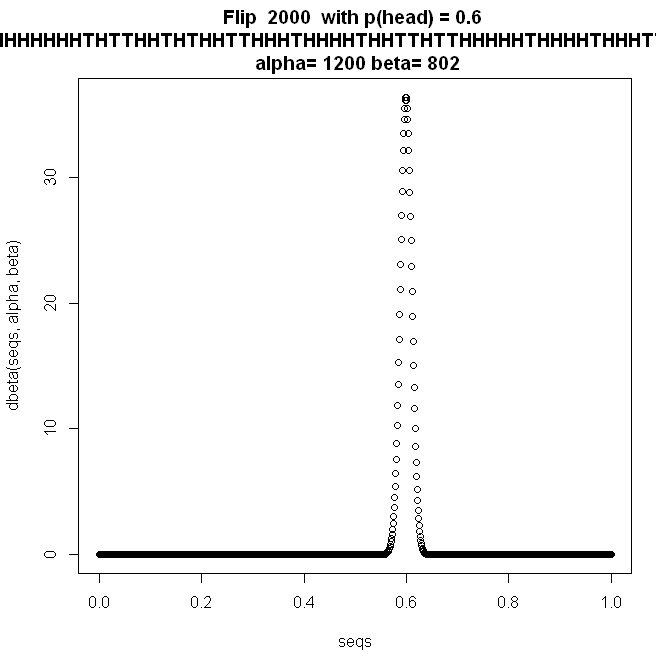 Flip 2000 with p(head) = 0.6
HHHHHHTHTTHHTHTHHTTHHHTHHHHTHHTTHTTHHHHHTHHHHTHHHT
alpha= 1200 beta= 802
dbeta(seqs, alpha, beta)
30
20
10
0
0.0 0.2 0.4 0.6 0.8 1.0
seqs